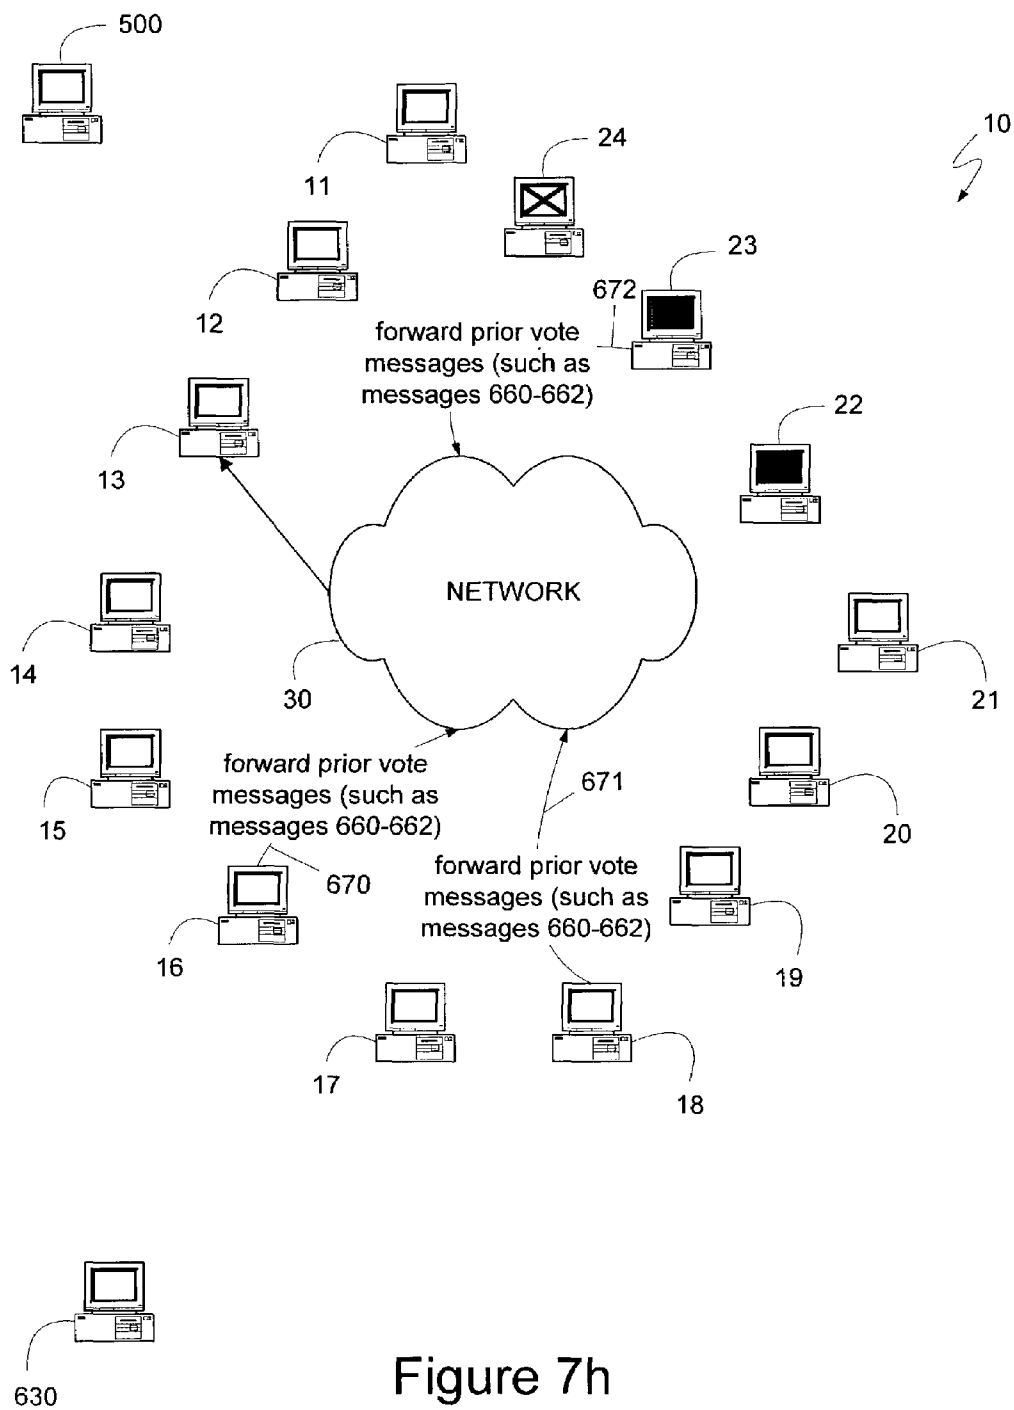 500
10
11
24
23
672
12
forward prior vote
messages (such as
messages 660-662)
22
13
NETWORK
14
30
21
forward prior vote
messages (such as
messages 660-662)
671
15
20
670
forward prior vote
messages (such as
messages 660-662)
16
19
17
18
630
Figure 7h